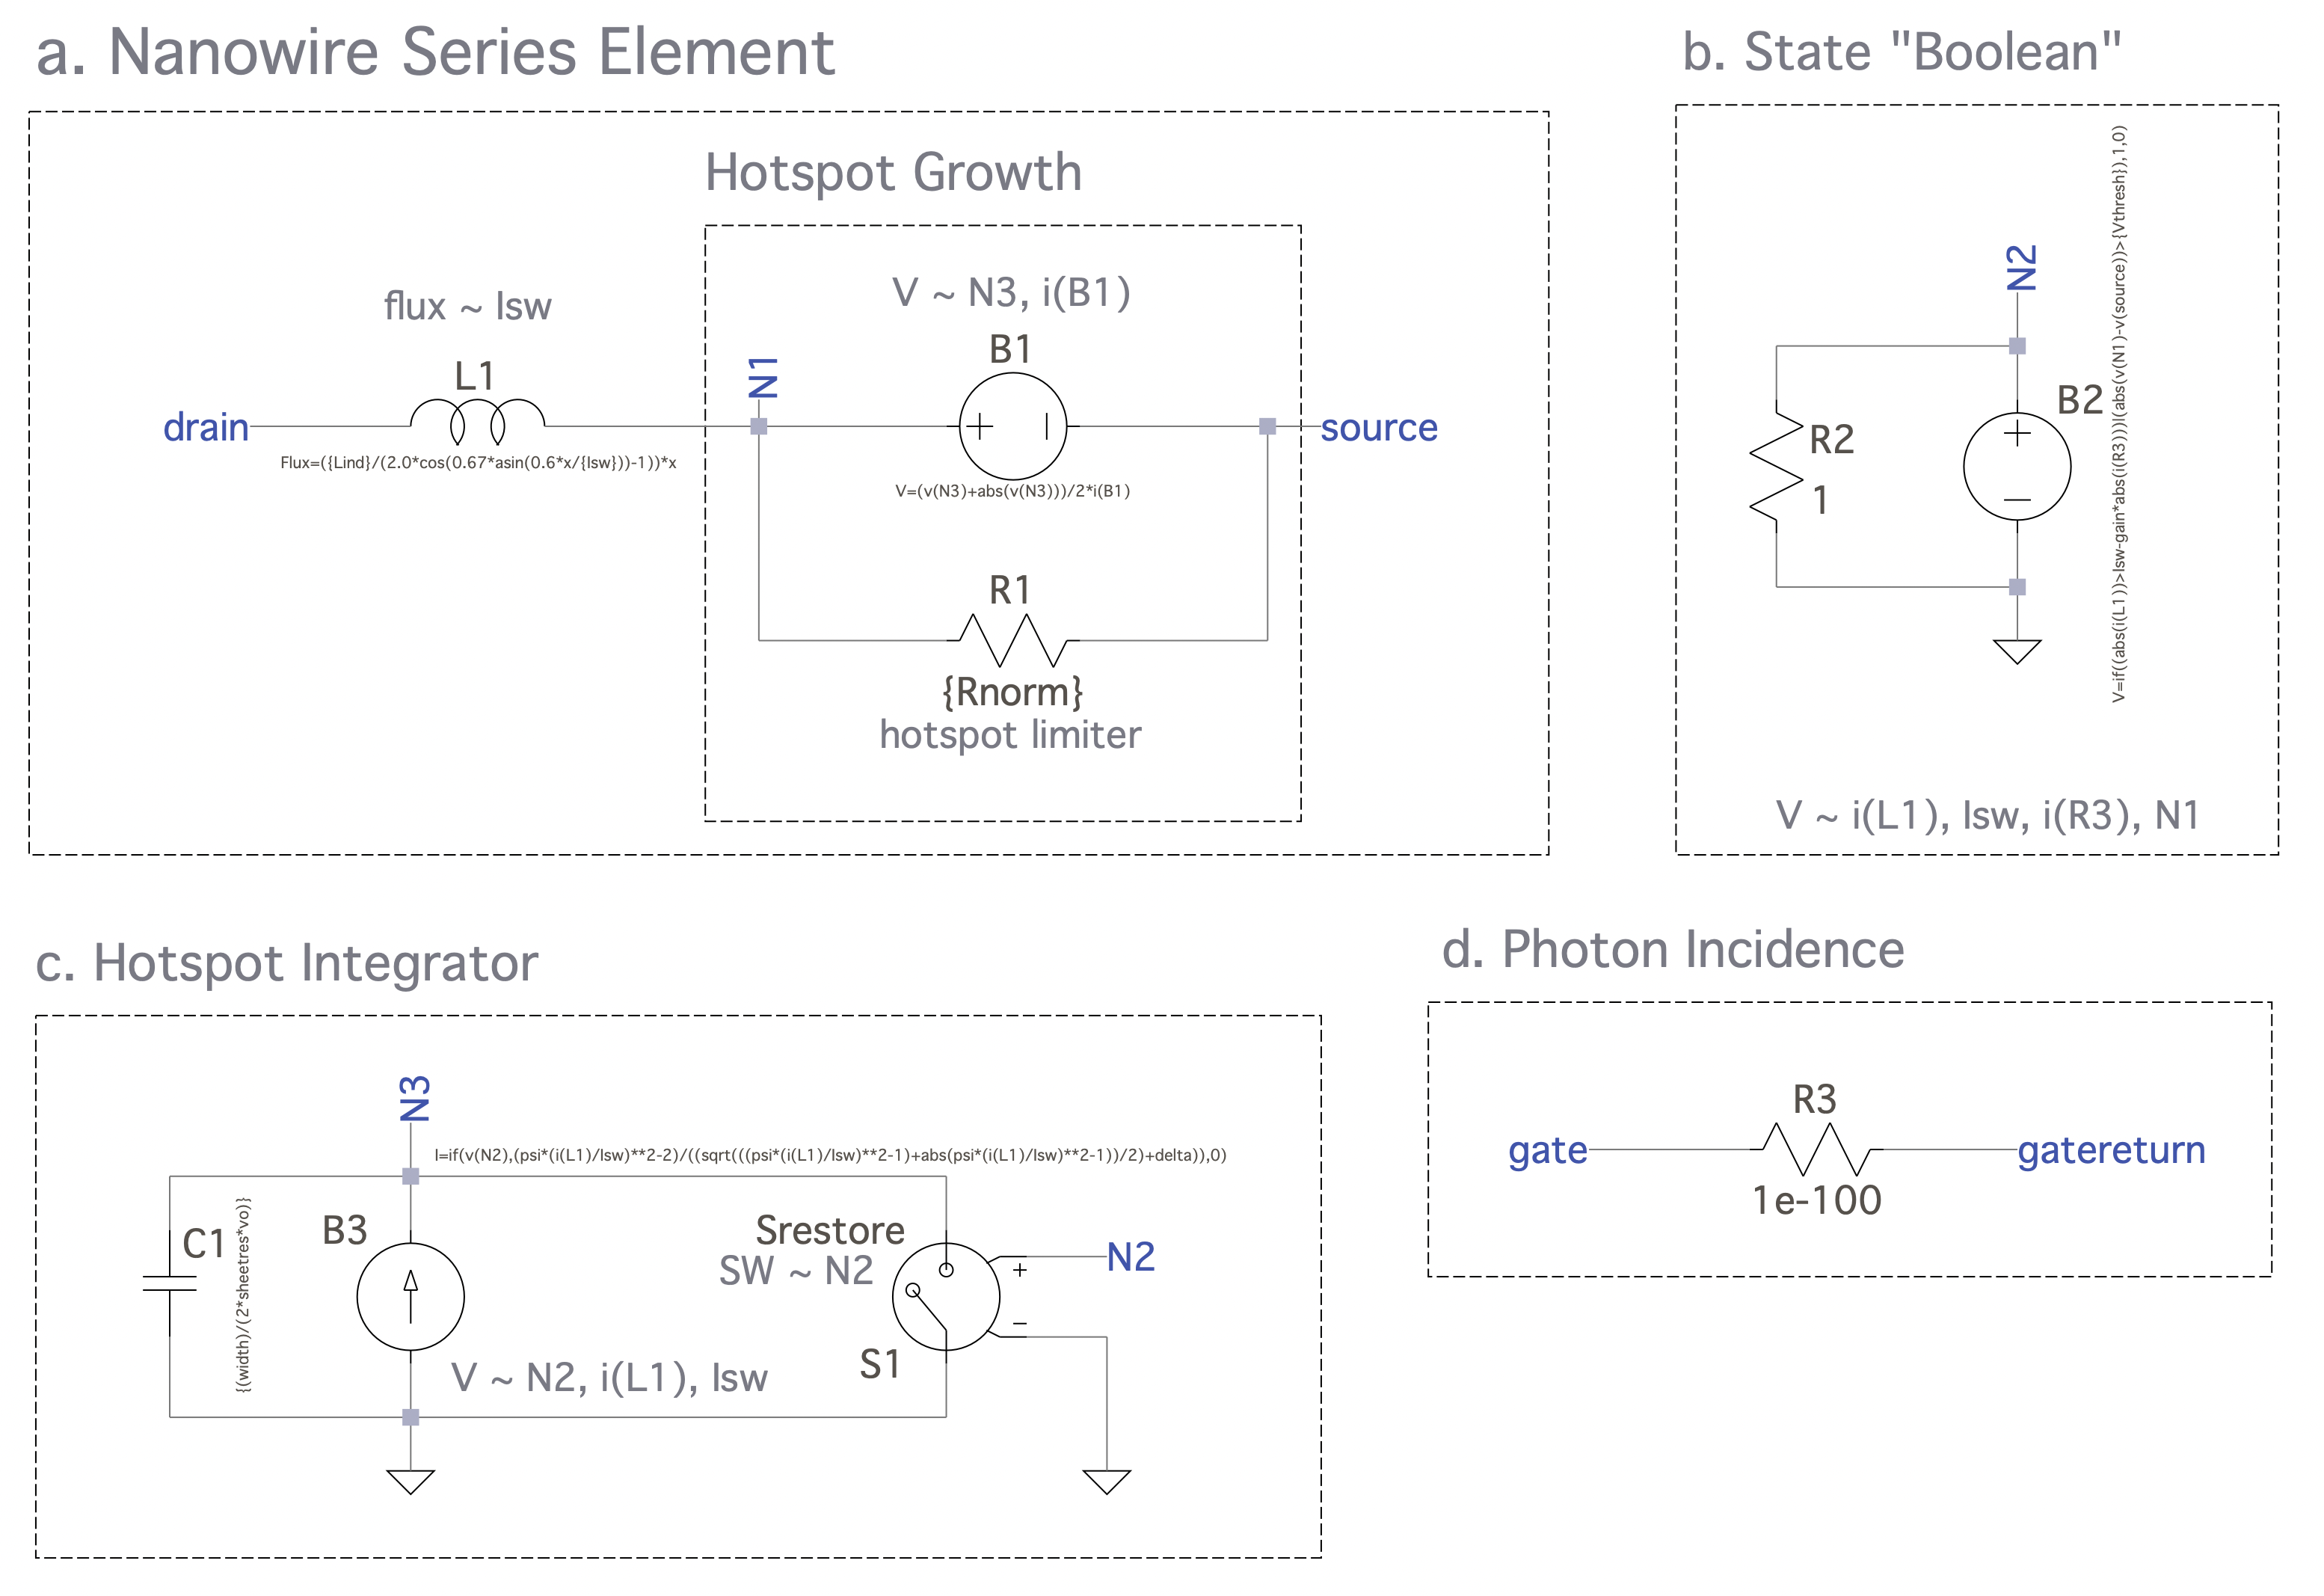 a. Nanowire Series Element
b. State "Boolean"
Hotspot Growth
flux ~ Isw
V ~ N3, i(B1)
L1
N1
B1
drain
source
Flux=({Lind}/(2.0*cos(0.67*asin(0.6*x/{Isw}))-1))*x
V=(v(N3)+abs(v(N3)))/2*i(B1)
R1
{Rnorm}
hotspot limiter
N2
B2
R2
1
V=if((abs(i(L1))>Isw-gain*abs(i(R3)))|(abs(v(N1)-v(source))>{Vthresh}),1,0)
V ~ i(L1), Isw, i(R3), N1
c. Hotspot Integrator
d. Photon Incidence
N3
I=if(v(N2),(psi*(i(L1)/Isw)**2-2)/((sqrt(((psi*(i(L1)/Isw)**2-1)+abs(psi*(i(L1)/Isw)**2-1))/2)+delta)),0)
C1
{(width)/(2*sheetres*vo)}
B3
Srestore
SW ~ N2
N2
S1
V ~ N2, i(L1), Isw
R3
gate
gatereturn
1e-100